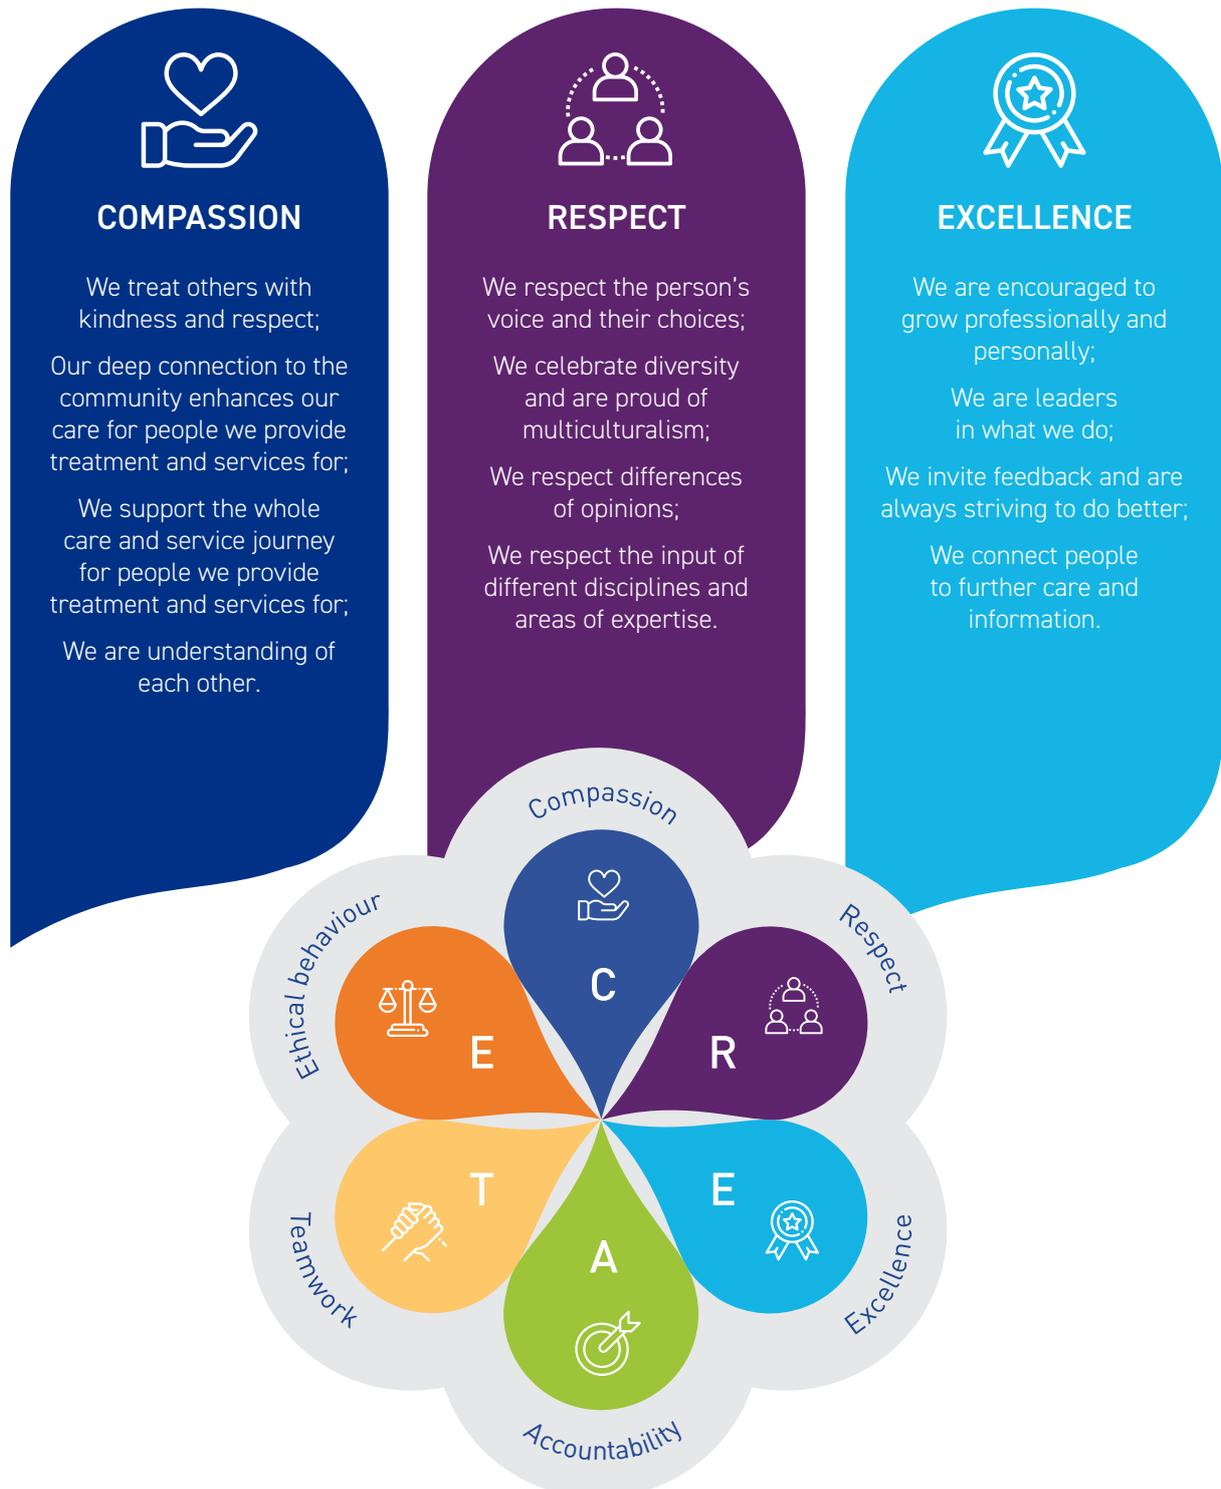 COMPASSION
We treat others with
kindness and respect;
Our deep connection to the
community enhances our
care for people we provide
treatment and services for;
We support the whole
care and service journey
for people we provide
treatment and services for;
We are understanding of
each other.
RESPECT
We respect the person's
voice and their choices;
We celebrate diversity
and are proud of
multiculturalism;
We respect differences
of opinions;
We respect the input of
different disciplines and
areas of expertise.
EXCELLENCE
We are encouraged to
grow professionally and
personally;
We are leaders
in what we do;
We invite feedback and are
always striving to do better;
We connect people
to further care and
information.
Compassion
C
Respect
R
Excellence
E
Accountability
A
Teamwork
T
Ethical behaviour
E